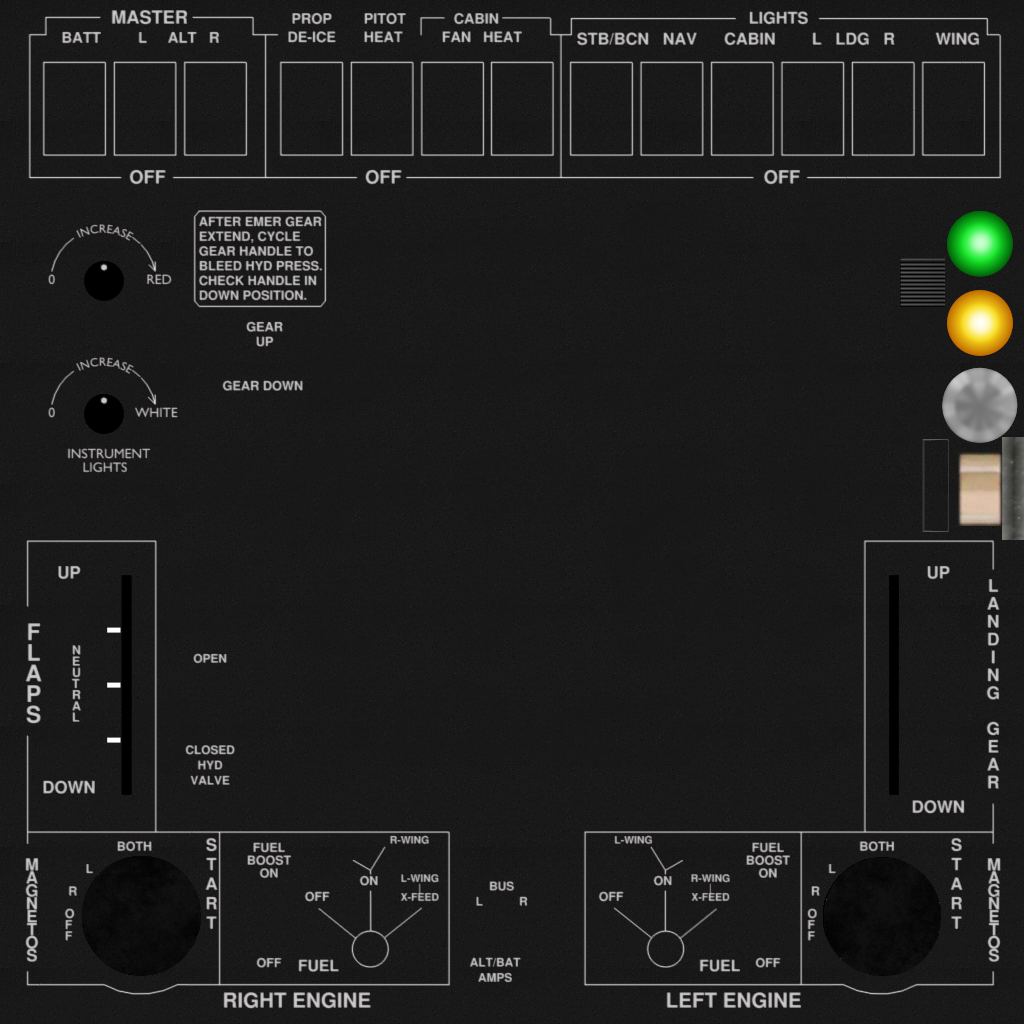 MASTER
BATT L ALT R
PROP
DE-ICE
PITOT
HEAT
CABIN
FAN HEAT
LIGHTS
STB/BCN NAV CABIN L LDG R WING
OFF
OFF
OFF
INCREASE
0 RED
AFTER EMER GEAR
EXTEND, CYCLE
GEAR HANDLE TO
BLEED HYD PRESS.
CHECK HANDLE IN
DOWN POSITION.
GEAR
UP
GEAR DOWN
INCREASE
0 WHITE
INSTRUMENT
LIGHTS
FLAPS
UP
NEUTRAL
DOWN
OPEN
CLOSED
HYD
VALVE
UP
LANDING GEAR
DOWN
MAGNETOS
BOTH
L
R
OFF
START
FUEL
BOOST
ON
OFF
R-WING
ON
L-WING
X-FEED
OFF
FUEL
RIGHT ENGINE
BUS
L R
ALT/BAT
AMPS
L-WING
ON
R-WING
X-FEED
OFF
FUEL
BOOST
ON
FUEL OFF
BOTH
L
R
OFF
START
MAGNETOS
LEFT ENGINE